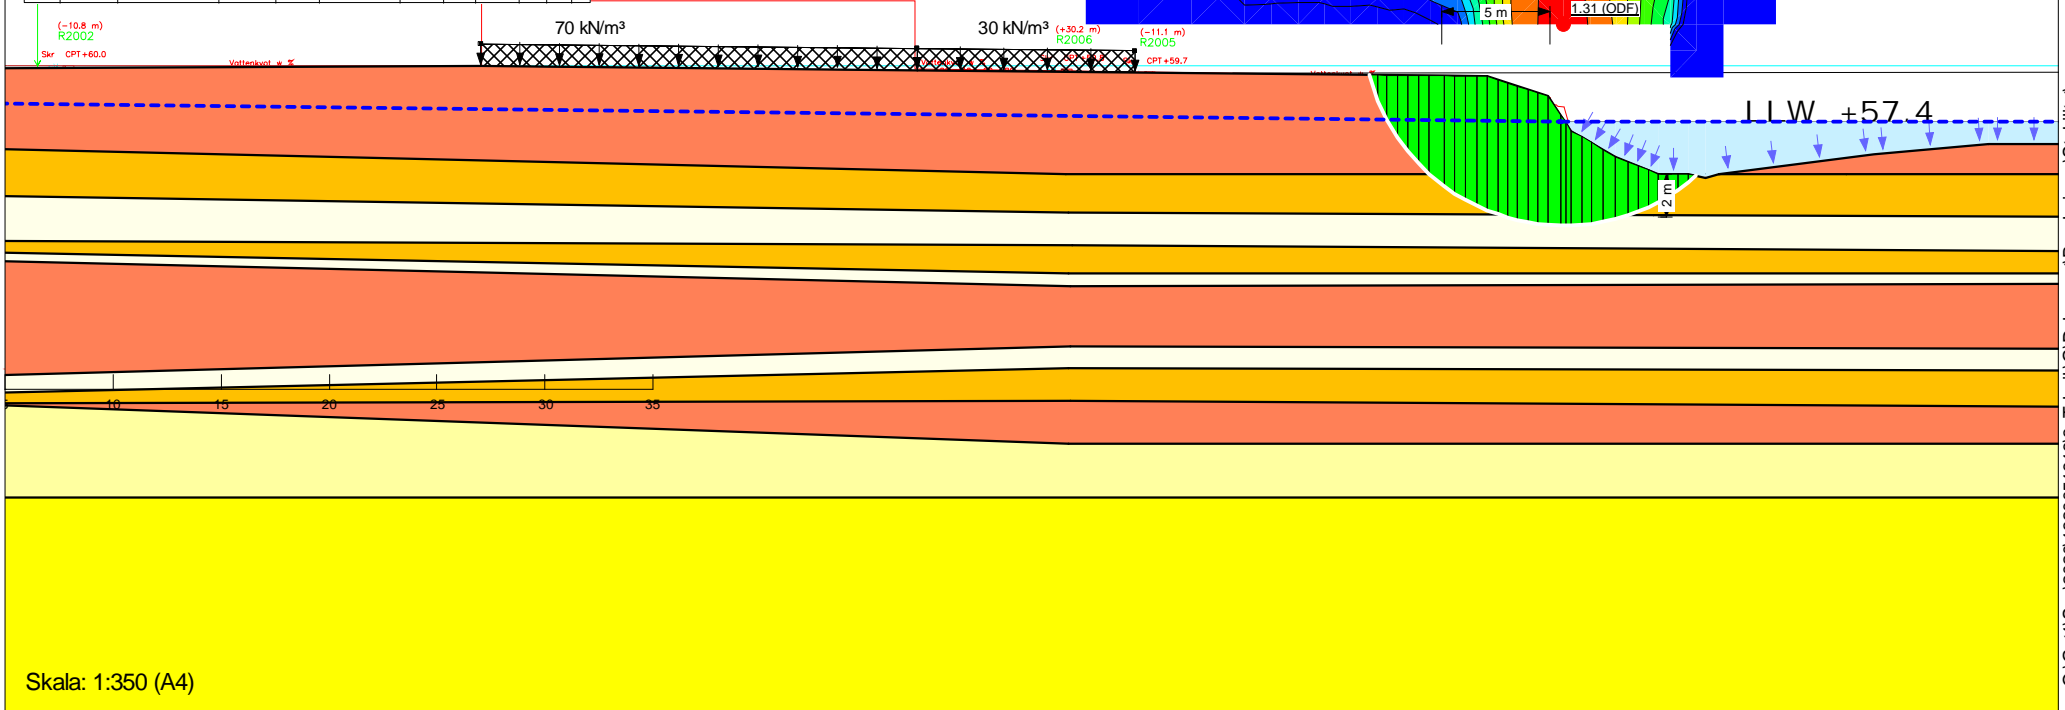 (-10.8 m)
R2002
Skr CPT+60.0
Vattenkvot w %
70 kN/m³
30 kN/m³
(+30.2 m)
R2006
(-11.1 m)
R2005
CPT+59.7
5 m
1.31 (ODF)
LLW +57.4
2 m
10 15 20 25 30 35
Skala: 1:350 (A4)